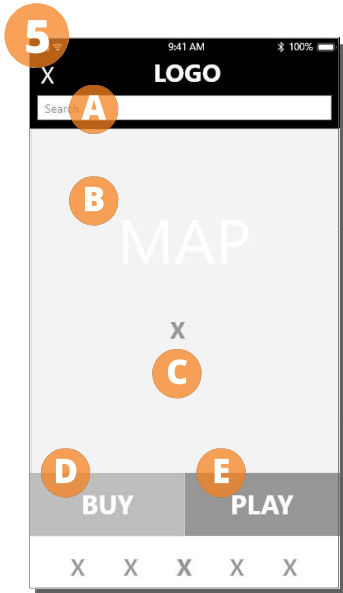 5
9:41 AM 100%
X LOGO
Search A
B
MAP
X
C
D E
BUY PLAY
X X X X X